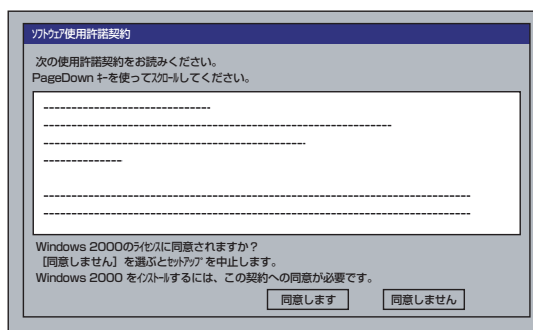 ソフトウェア使用許諾契約
次の使用許諾契約をお読みください。
PageDown キーを使ってスクロールしてください。
Windows 2000のライセンスに同意されますか？
［同意しません］を選ぶとセットアップを中止します。
Windows 2000 をインストールするには、この契約への同意が必要です。
同意します 同意しません